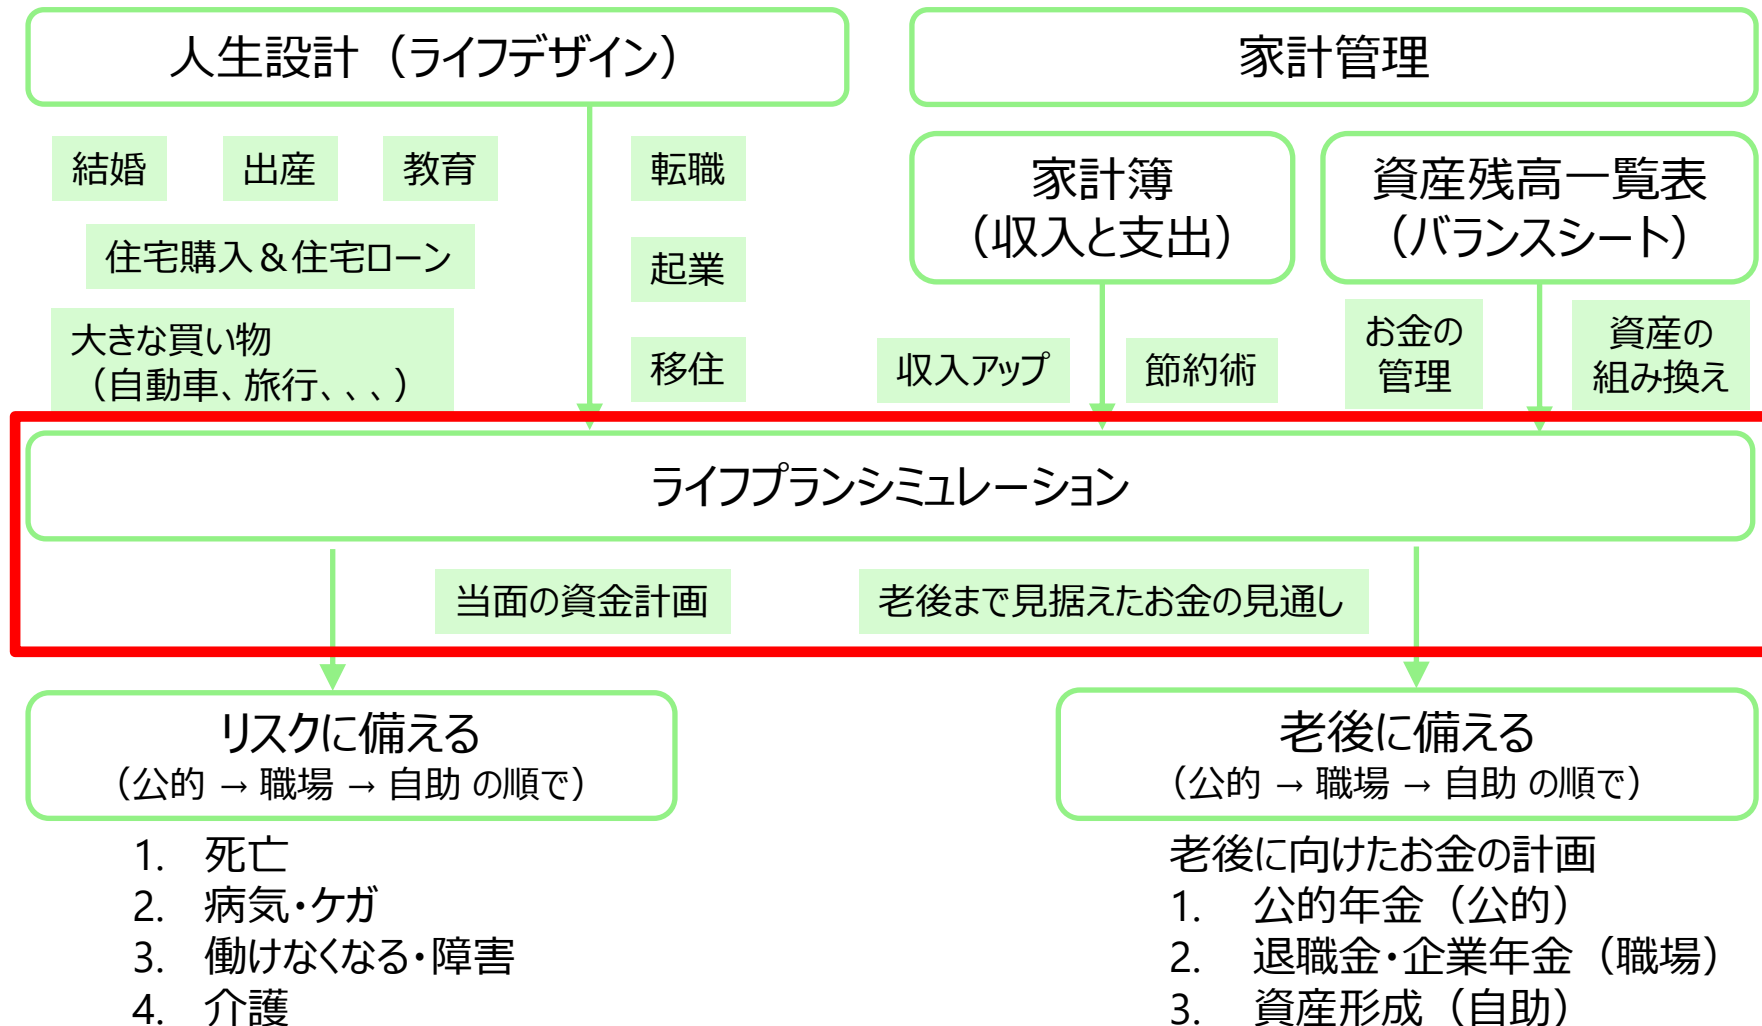 人生設計（ライフデザイン）
家計管理
結婚
出産
教育
転職
住宅購入＆住宅ローン
起業
大きな買い物
（自動車、旅行、、、）
移住
家計簿
（収入と支出）
資産残高一覧表
（バランスシート）
収入アップ
節約術
お金の
管理
資産の
組み換え
ライフプランシミュレーション
当面の資金計画
老後まで見据えたお金の見通し
リスクに備える
（公的 → 職場 → 自助 の順で）
1. 死亡
2. 病気・ケガ
3. 働けなくなる・障害
4. 介護
老後に備える
（公的 → 職場 → 自助 の順で）
老後に向けたお金の計画
1. 公的年金（公的）
2. 退職金・企業年金（職場）
3. 資産形成（自助）